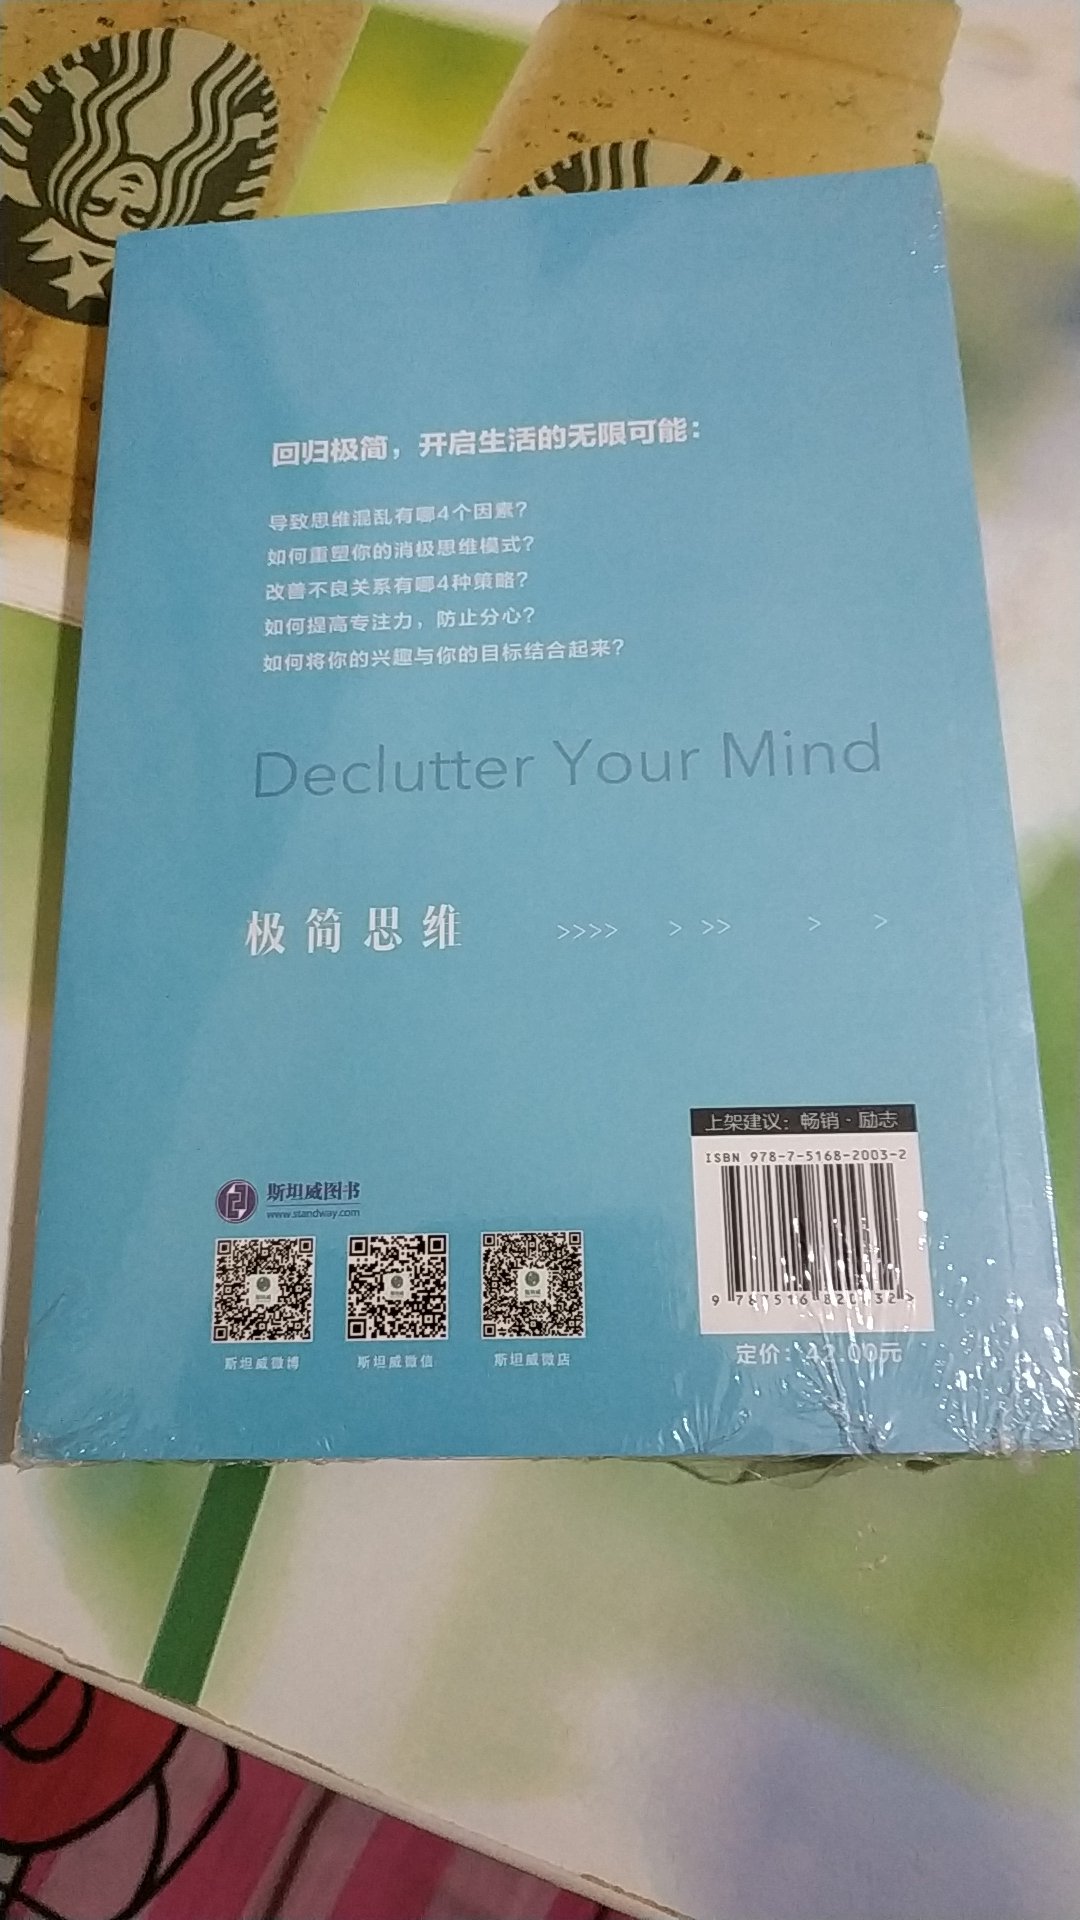 回归极简，开启生活的无限可能：
导致思维混乱有哪4个因素？
如何重塑你的消极思维模式？
改善不良关系有哪4种策略？
如何提高专注力，防止分心？
如何将你的兴趣与你的目标结合起来？
Declutter Your Mind
极简思维 >>>> > >> > >
上架建议：畅销·励志
ISBN 978-7-5168-2003-2
斯坦威图书
www.standway.com
斯坦威微博 斯坦威微信 斯坦威微店
定价：42.00元